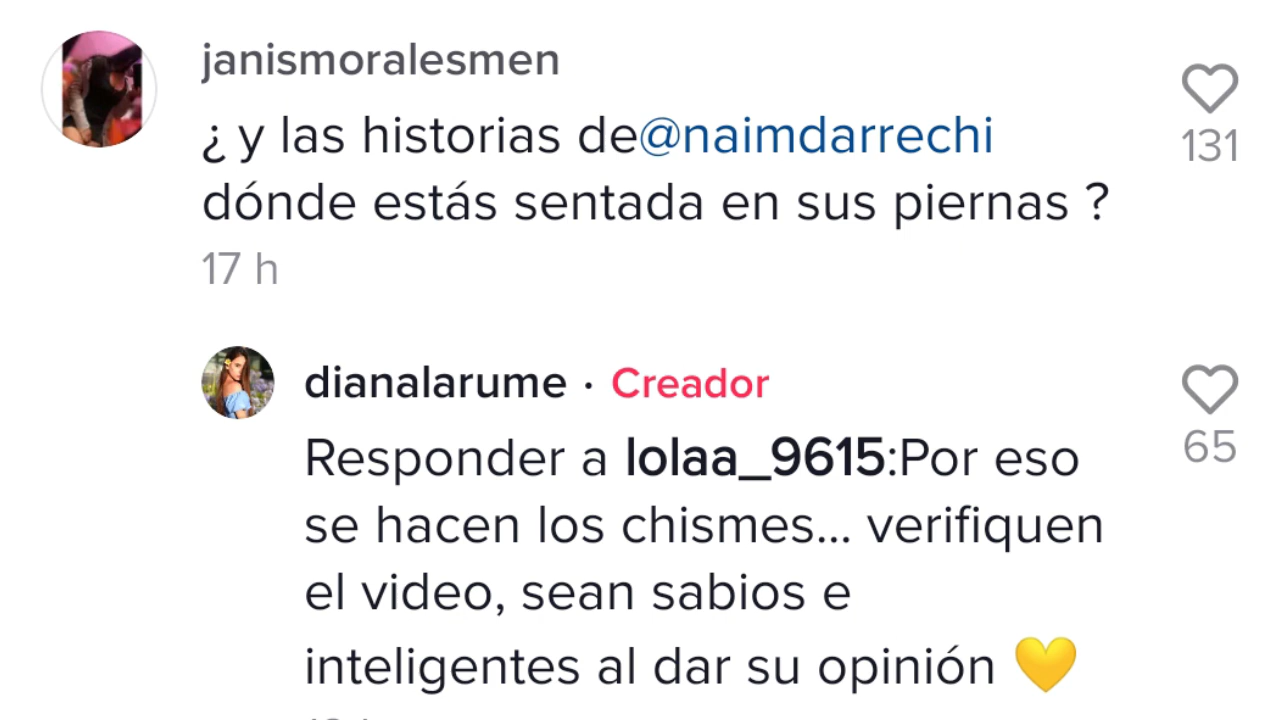 janismoralesmen
¿ y las historias de@naimdarrechi
131
dónde estás sentada en sus piernas ?
17 h
dianalarume · Creador
Responder a lolaa_9615:Por eso
65
se hacen los chismes... verifiquen
el video, sean sabios e
inteligentes al dar su opinión 💛